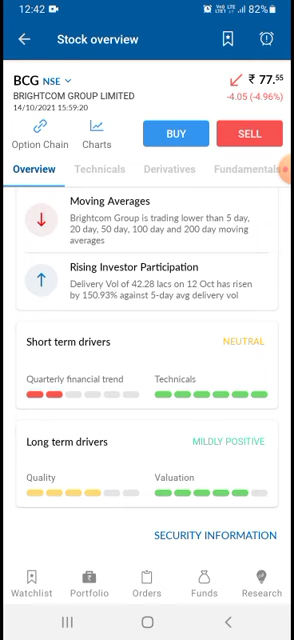 12:42
82%
Stock overview
BCG NSE
₹ 77.55
BRIGHTCOM GROUP LIMITED
-4.05 (-4.96%)
14/10/2021 15:59:20
Option Chain
Charts
BUY
SELL
Overview
Technicals
Derivatives
Fundamentals
Moving Averages
Brightcom Group is trading lower than 5 day,
20 day, 50 day, 100 day and 200 day moving
averages
Rising Investor Participation
Delivery Vol of 42.28 lacs on 12 Oct has risen
by 150.93% against 5-day avg delivery vol
Short term drivers
NEUTRAL
Quarterly financial trend
Technicals
Long term drivers
MILDLY POSITIVE
Quality
Valuation
SECURITY INFORMATION
Watchlist
Portfolio
Orders
Funds
Research